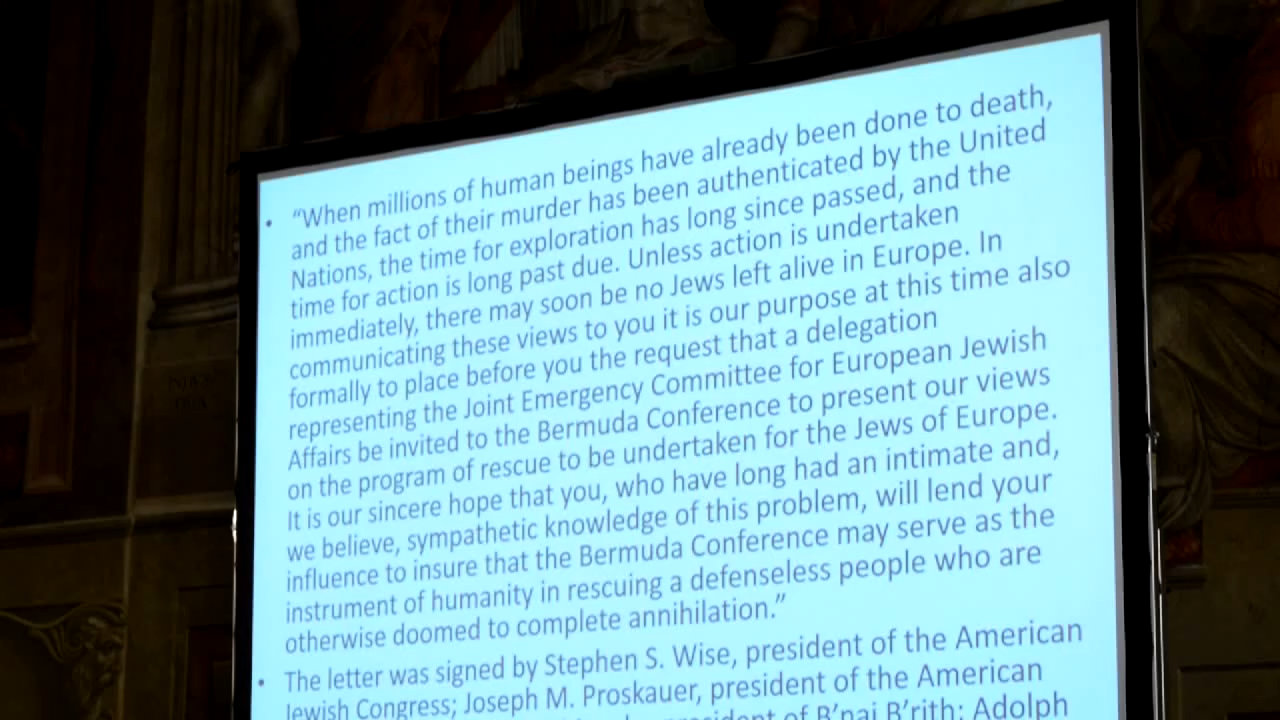 • “When millions of human beings have already been done to death,
and the fact of their murder has been authenticated by the United
Nations, the time for exploration has long since passed, and the
time for action is long past due. Unless action is undertaken
immediately, there may soon be no Jews left alive in Europe. In
communicating these views to you it is our purpose at this time also
formally to place before you the request that a delegation
representing the Joint Emergency Committee for European Jewish
Affairs be invited to the Bermuda Conference to present our views
on the program of rescue to be undertaken for the Jews of Europe.
It is our sincere hope that you, who have long had an intimate and,
we believe, sympathetic knowledge of this problem, will lend your
influence to insure that the Bermuda Conference may serve as the
instrument of humanity in rescuing a defenseless people who are
otherwise doomed to complete annihilation.”
• The letter was signed by Stephen S. Wise, president of the American
Jewish Congress; Joseph M. Proskauer, president of the American
president of B’nai B’rith; Adolph